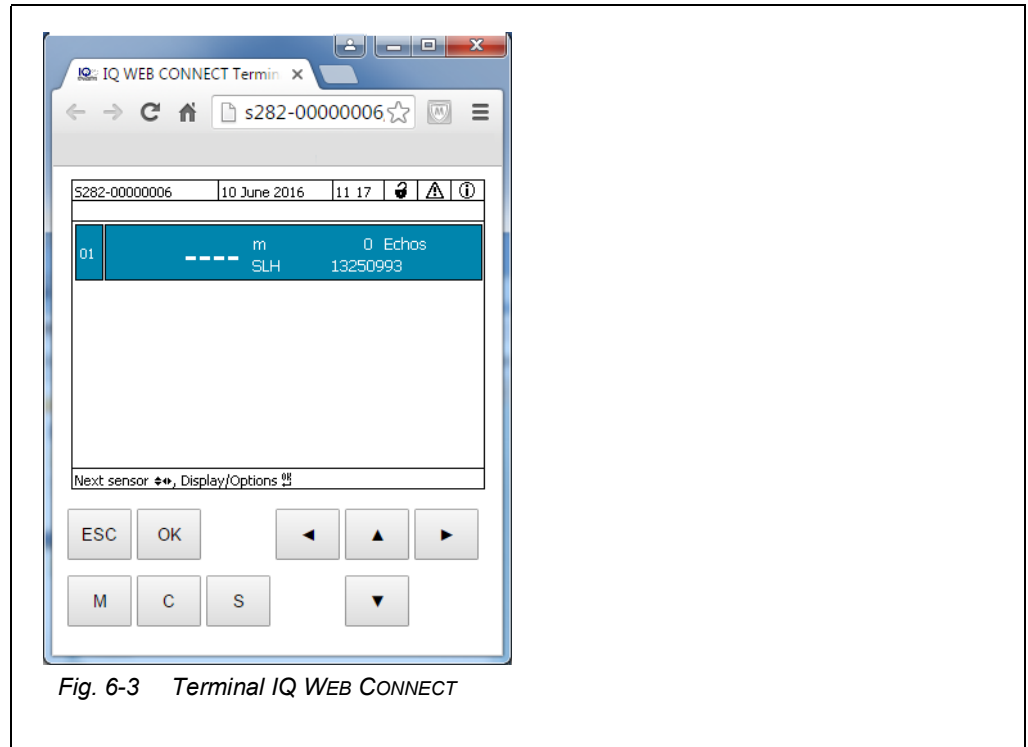 IQ WEB CONNECT Termin
s282-00000006
S282-00000006 10 June 2016 11 17
01 ---- m 0 Echos
SLH 13250993
Next sensor, Display/Options
ESC OK ◄ ▲ ►
M C S ▼
Fig. 6-3 Terminal IQ WEB CONNECT